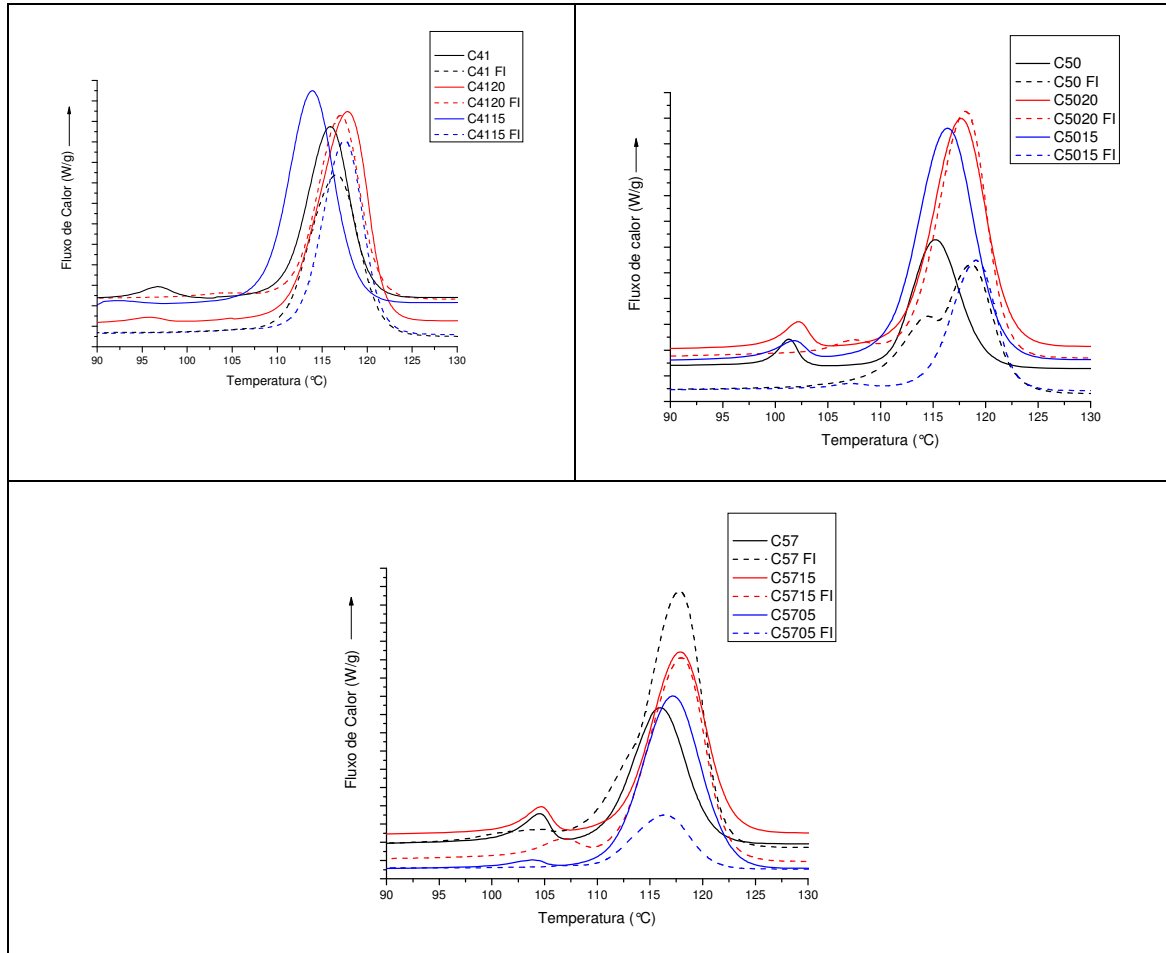 C41
C41 FI
C4120
C4120 FI
C4115
C4115 FI
Fluxo de Calor (W/g)
90 95 100 105 110 115 120 125 130
Temperatura (°C)
C50
C50 FI
C5020
C5020 FI
C5015
C5015 FI
Fluxo de calor (W/g)
90 95 100 105 110 115 120 125 130
Temperatura (°C)
C57
C57 FI
C5715
C5715 FI
C5705
C5705 FI
Fluxo de Calor (W/g)
90 95 100 105 110 115 120 125 130
Temperatura (°C)